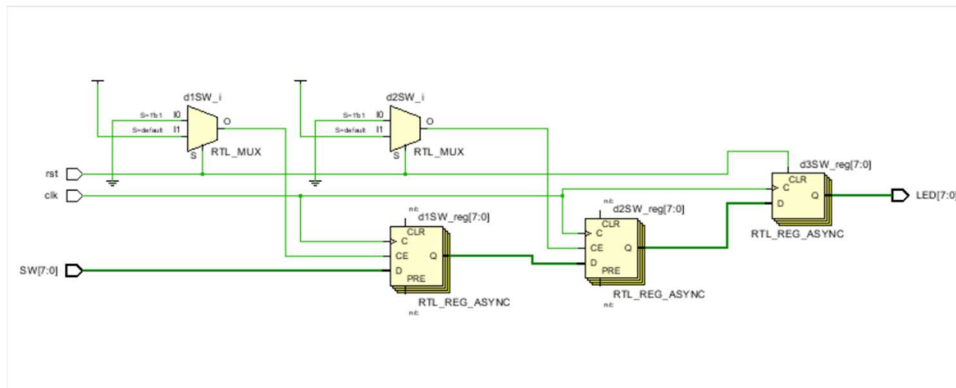 d1SW_i
S=1'b1 I0
S=default I1
O
S
RTL_MUX
d2SW_i
S=1'b1 I0
S=default I1
O
S
RTL_MUX
rst
clk
SW[7:0]
n/c
d1SW_reg[7:0]
CLR
C
CE
D
Q
PRE
RTL_REG_ASYNC
n/c
n/c
d2SW_reg[7:0]
CLR
C
CE
D
Q
PRE
RTL_REG_ASYNC
n/c
d3SW_reg[7:0]
CLR
C
D
Q
RTL_REG_ASYNC
LED[7:0]